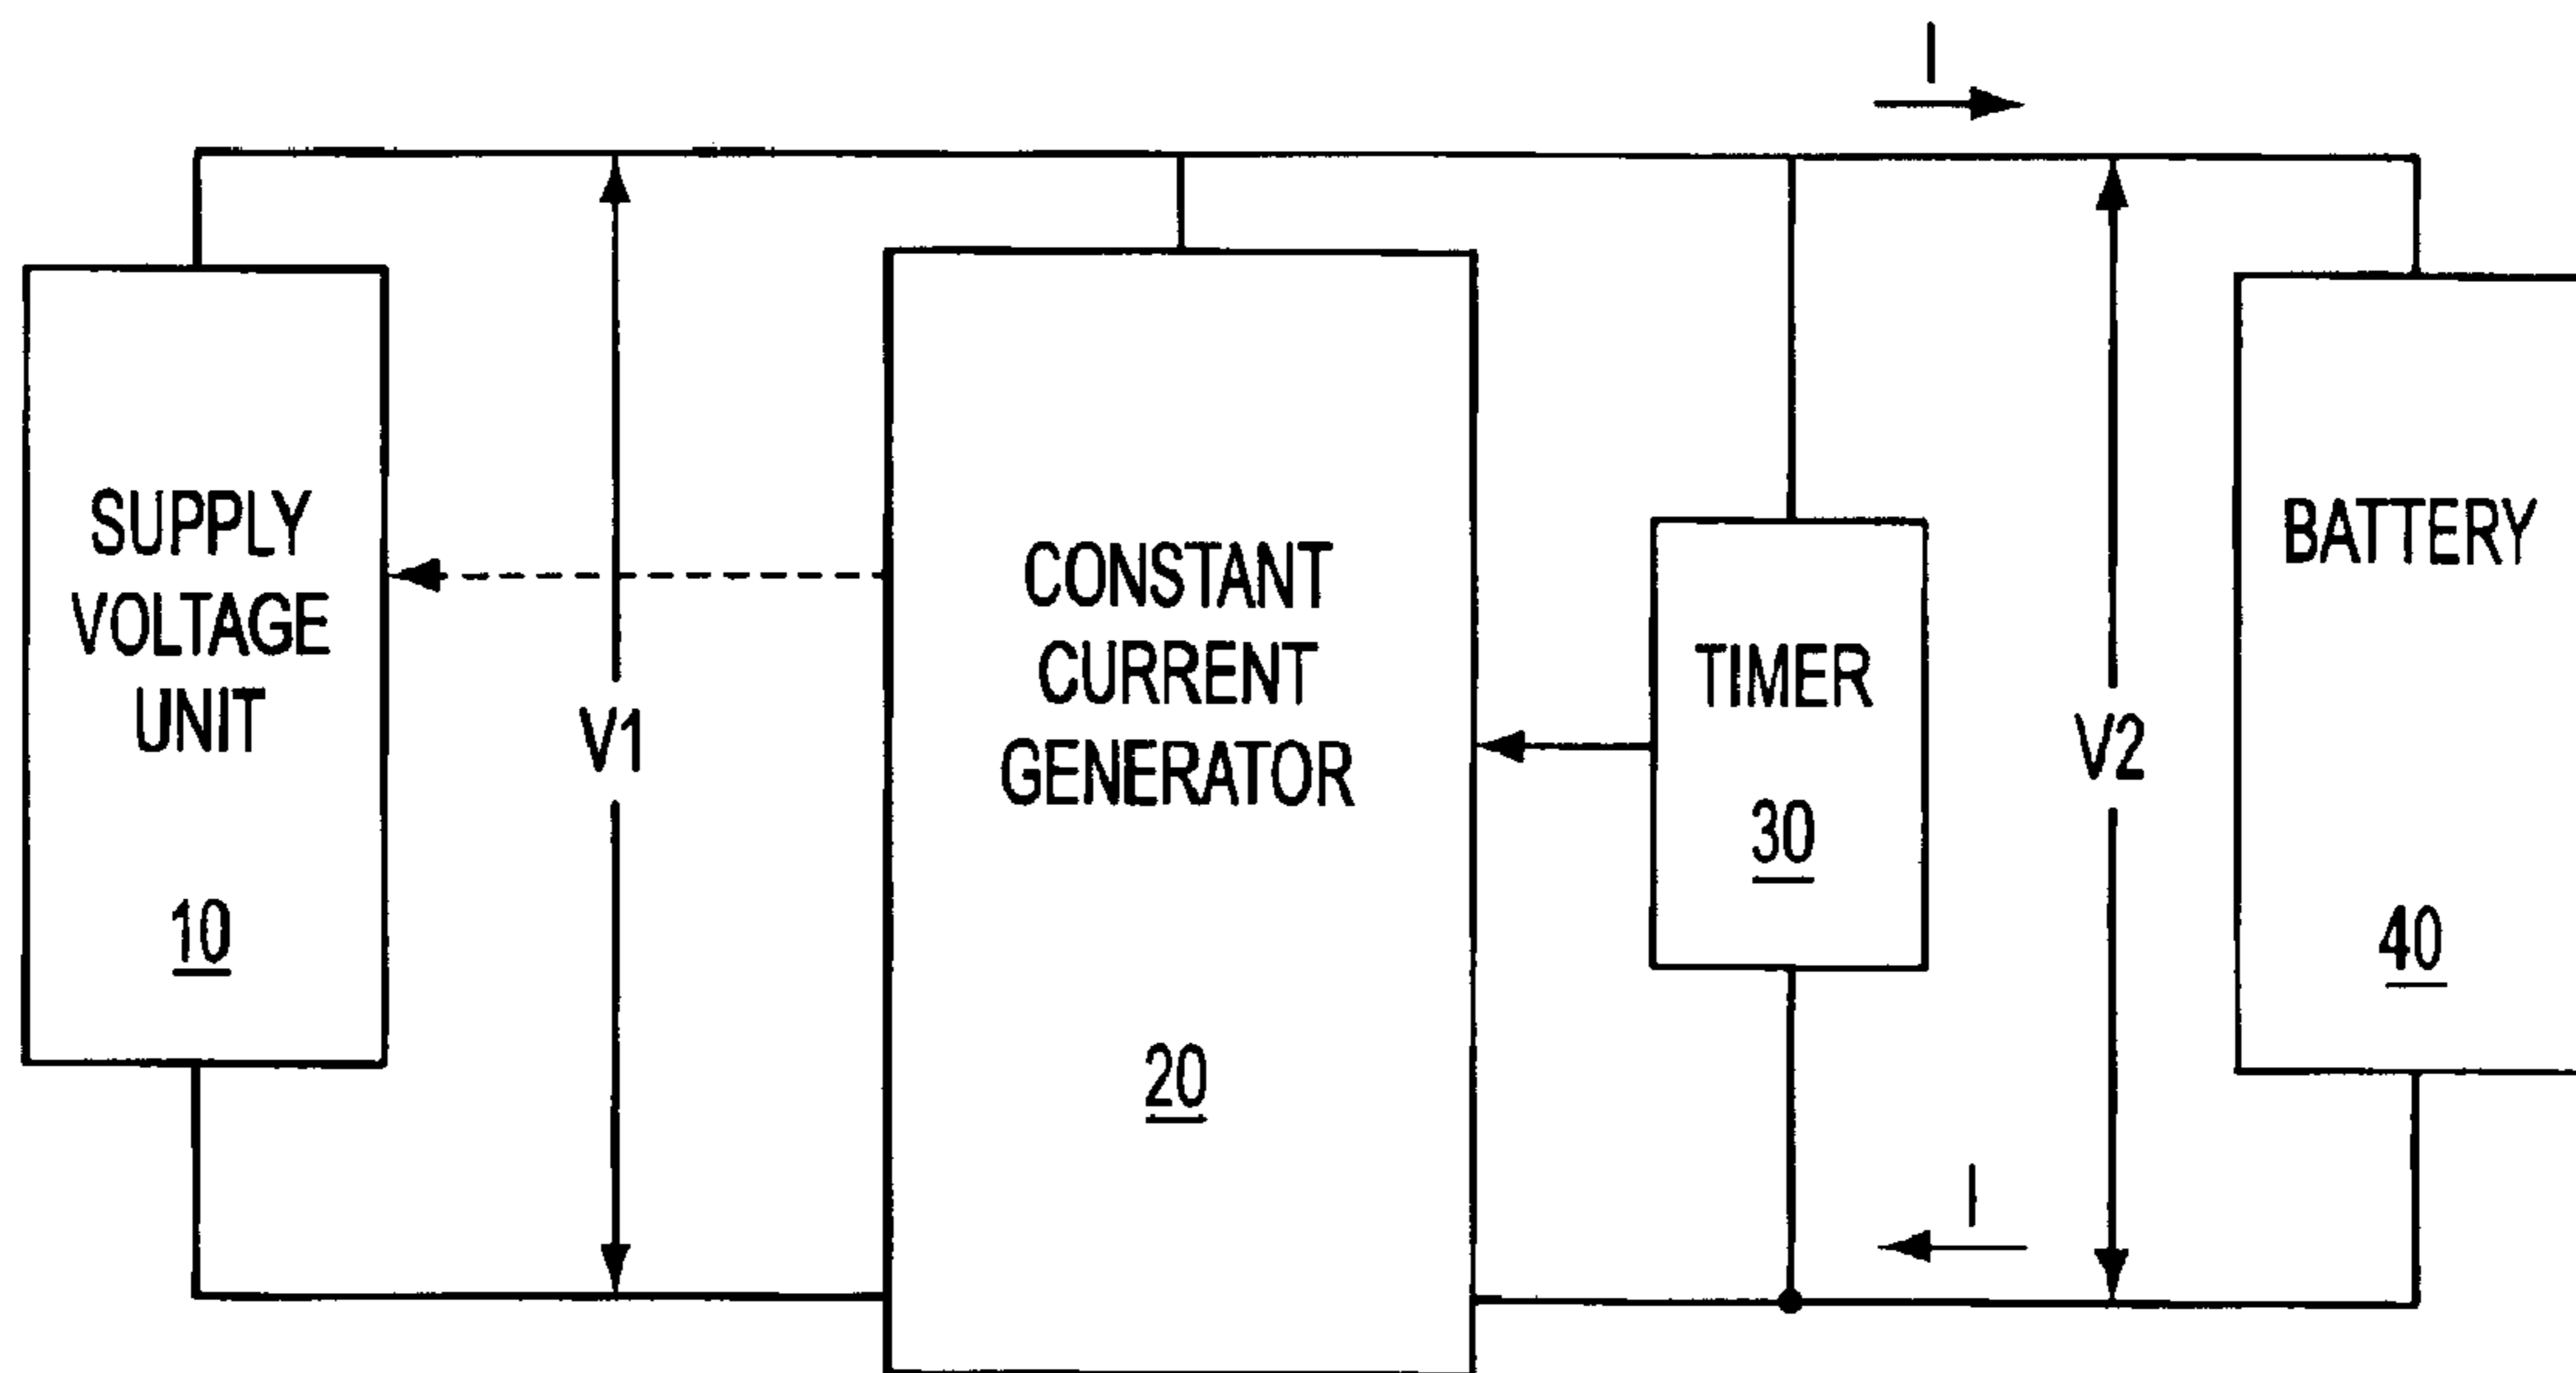 I
SUPPLY
VOLTAGE
UNIT
10
V1
CONSTANT
CURRENT
GENERATOR
20
TIMER
30
V2
BATTERY
40
I